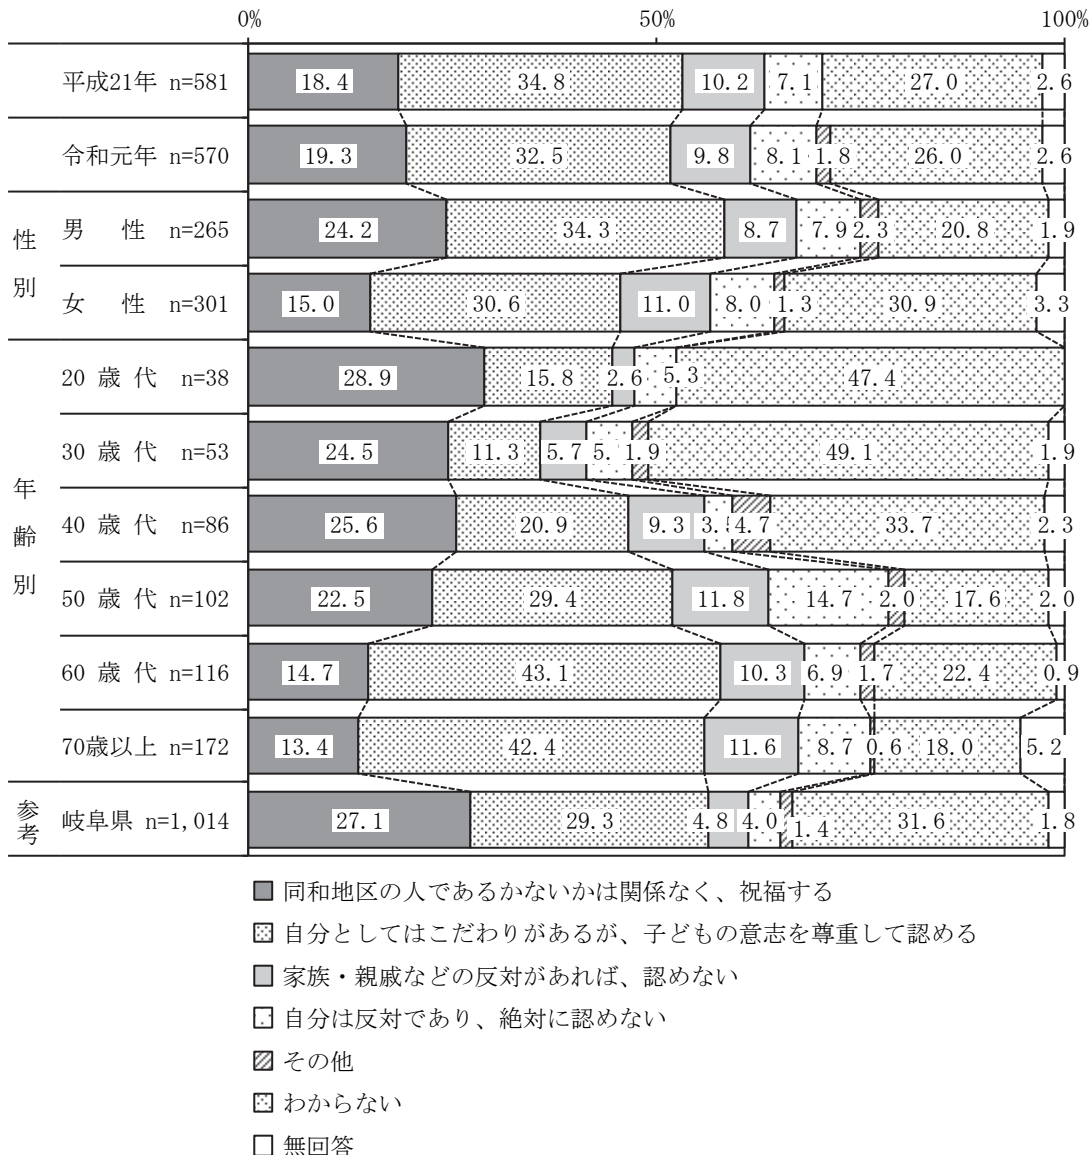 0% 50% 100%
平成21年 n=581 18.4 34.8 10.2 7.1 27.0 2.6
令和元年 n=570 19.3 32.5 9.8 8.1 1.8 26.0 2.6
性別
男 性 n=265 24.2 34.3 8.7 7.9 2.3 20.8 1.9
女 性 n=301 15.0 30.6 11.0 8.0 1.3 30.9 3.3
年齢別
20 歳 代 n=38 28.9 15.8 2.6 5.3 47.4
30 歳 代 n=53 24.5 11.3 5.7 5. 1.9 49.1 1.9
40 歳 代 n=86 25.6 20.9 9.3 3. 4.7 33.7 2.3
50 歳 代 n=102 22.5 29.4 11.8 14.7 2.0 17.6 2.0
60 歳 代 n=116 14.7 43.1 10.3 6.9 1.7 22.4 0.9
70歳以上 n=172 13.4 42.4 11.6 8.7 0.6 18.0 5.2
参考
岐阜県 n=1,014 27.1 29.3 4.8 4.0 1.4 31.6 1.8
同和地区の人であるかないかは関係なく、祝福する
自分としてはこだわりがあるが、子どもの意志を尊重して認める
家族・親戚などの反対があれば、認めない
自分は反対であり、絶対に認めない
その他
わからない
無回答